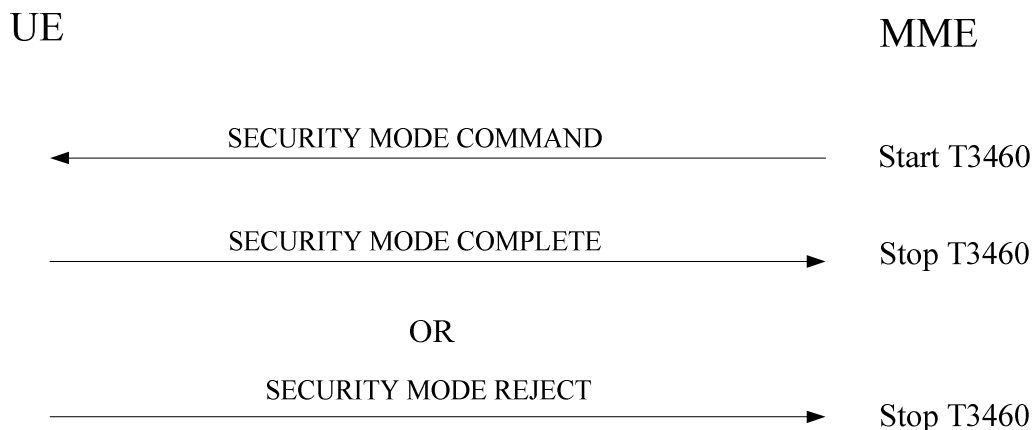 UE
MME
SECURITY MODE COMMAND
Start T3460
SECURITY MODE COMPLETE
Stop T3460
OR
SECURITY MODE REJECT
Stop T3460